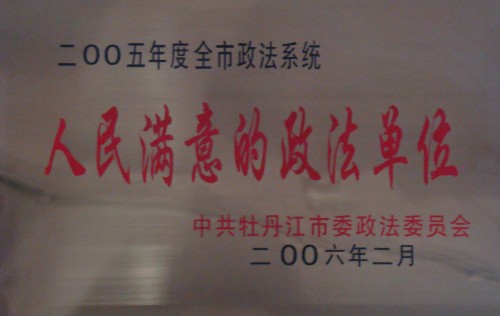 二OO五年度全市政法系统
人民满意的政法单位
中共牡丹江市委政法委员会
二OO六年二月